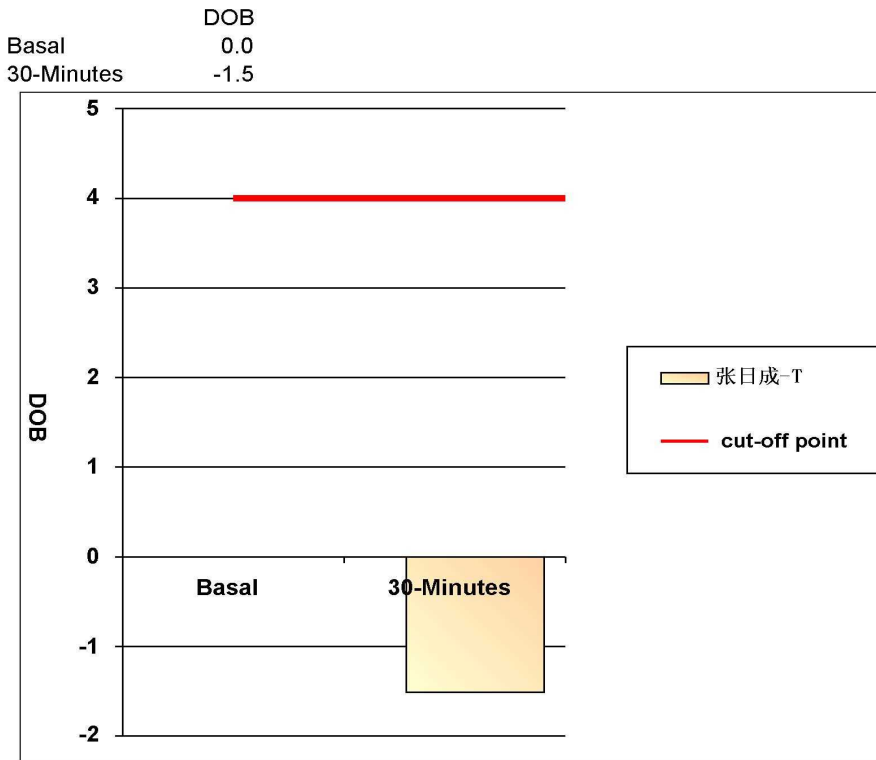 DOB
Basal 0.0
30-Minutes -1.5
5
4
3
2
1
0
-1
-2
DOB
Basal 30-Minutes
张日成-T
cut-off point